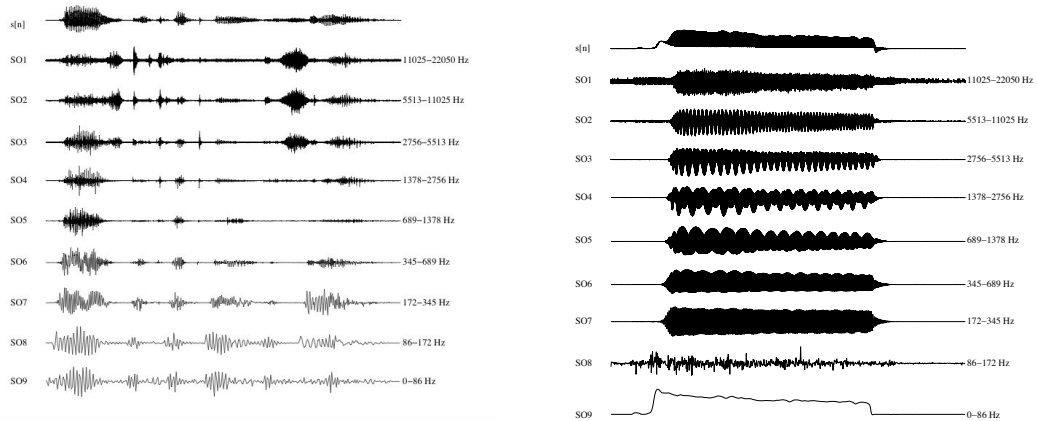 s[n]
SO1 11025–22050 Hz
SO2 5513–11025 Hz
SO3 2756–5513 Hz
SO4 1378–2756 Hz
SO5 689–1378 Hz
SO6 345–689 Hz
SO7 172–345 Hz
SO8 86–172 Hz
SO9 0–86 Hz
s[n]
SO1 11025–22050 Hz
SO2 5513–11025 Hz
SO3 2756–5513 Hz
SO4 1378–2756 Hz
SO5 689–1378 Hz
SO6 345–689 Hz
SO7 172–345 Hz
SO8 86–172 Hz
SO9 0–86 Hz